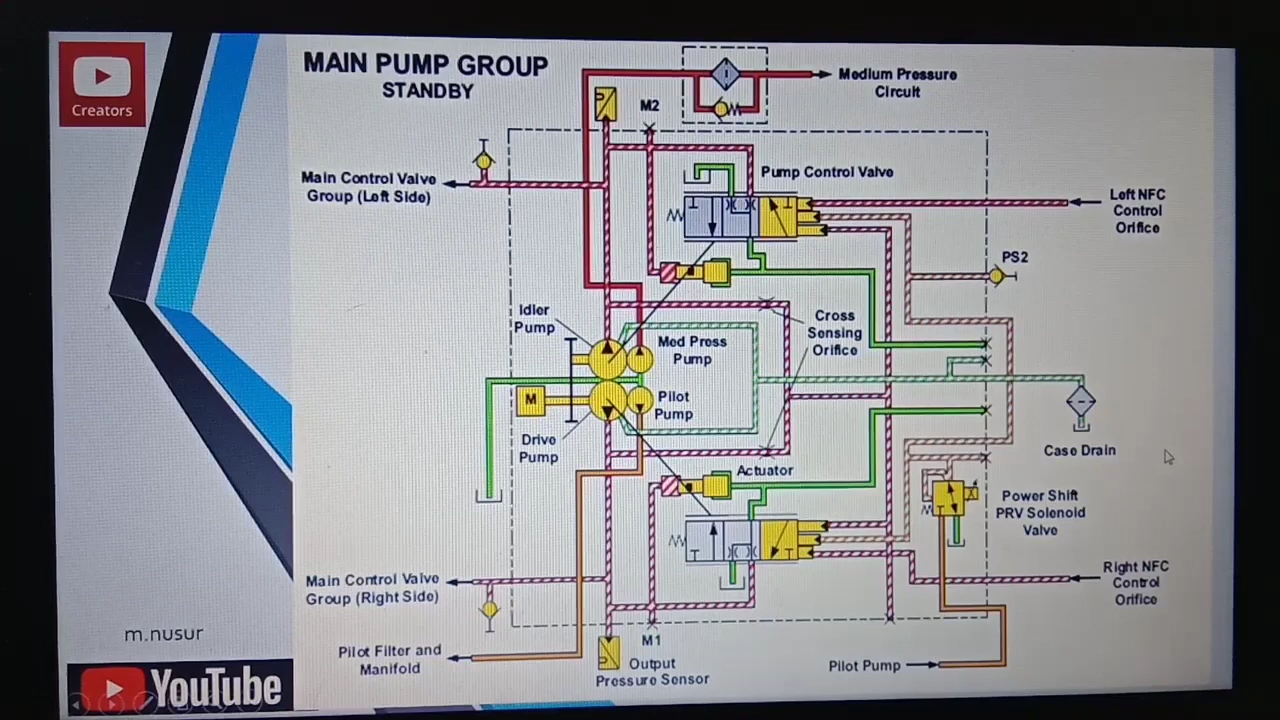 Creators
MAIN PUMP GROUP
STANDBY
M2
Medium Pressure
Circuit
Main Control Valve
Group (Left Side)
Pump Control Valve
Left NFC
Control
Orifice
PS2
Idler
Pump
Cross
Sensing
Orifice
Med Press
Pump
M
Pilot
Pump
Drive
Pump
Case Drain
Actuator
Power Shift
PRV Solenoid
Valve
Main Control Valve
Group (Right Side)
Right NFC
Control
Orifice
m.nusur
M1
Pilot Filter and
Manifold
Output
Pressure Sensor
Pilot Pump
YouTube